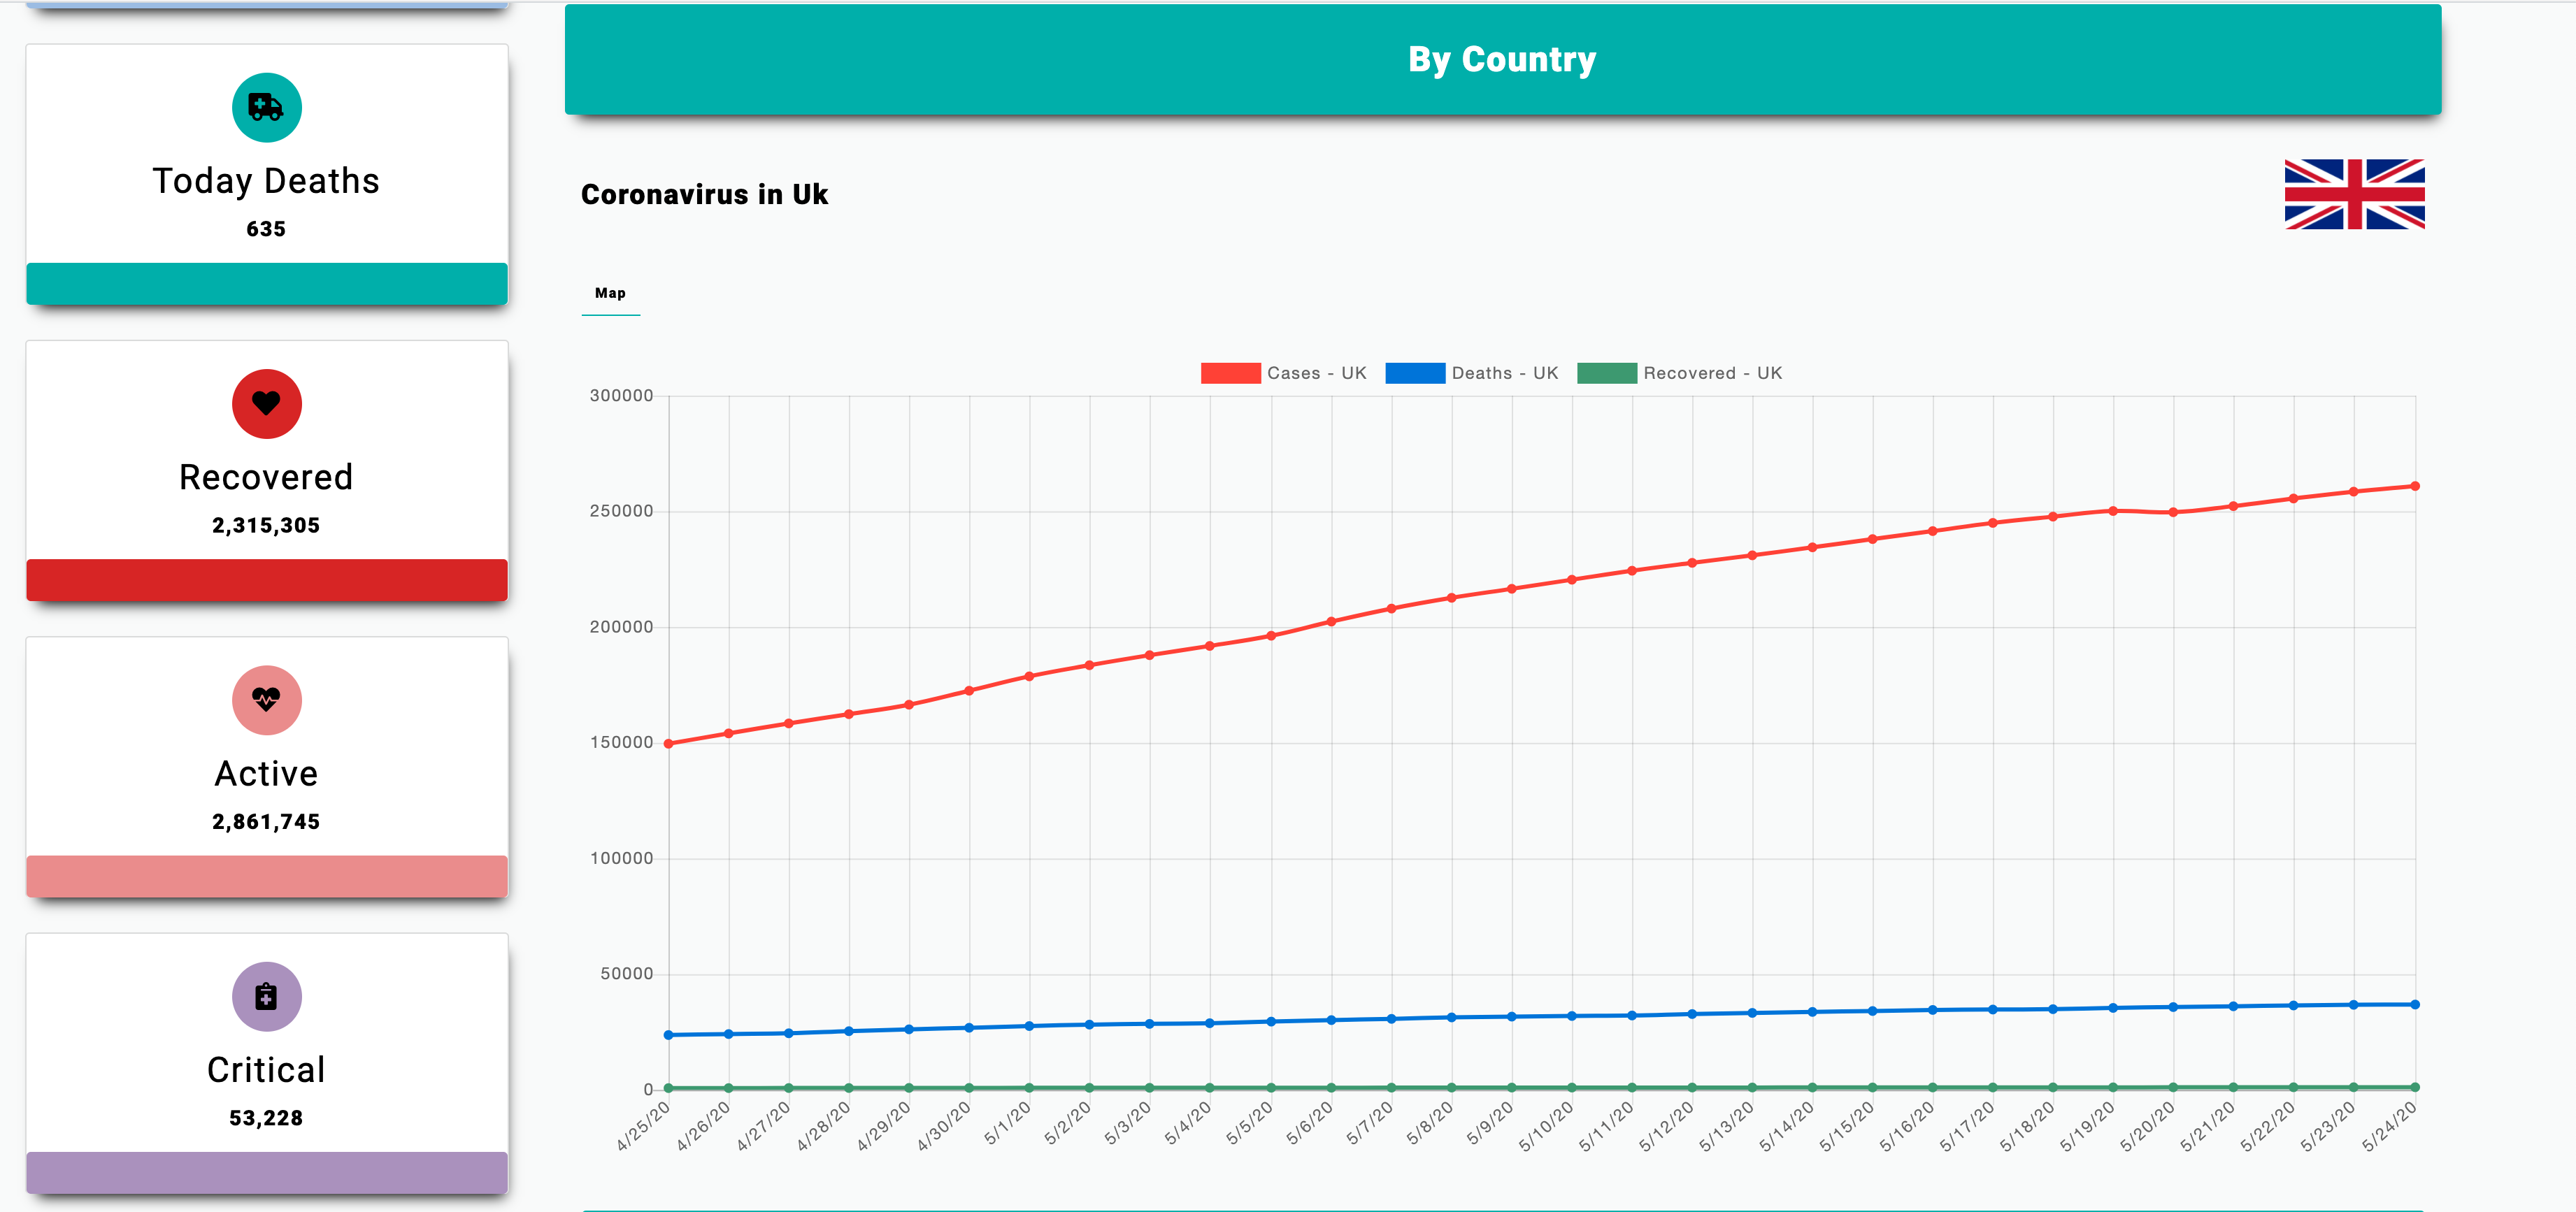 Today Deaths
635
Recovered
2,315,305
Active
2,861,745
Critical
53,228
By Country
Coronavirus in Uk
Map
Cases - UK Deaths - UK Recovered - UK
300000
250000
200000
150000
100000
50000
0
4/25/20 4/26/20 4/27/20 4/28/20 4/29/20 4/30/20 5/1/20 5/2/20 5/3/20 5/4/20 5/5/20 5/6/20 5/7/20 5/8/20 5/9/20 5/10/20 5/11/20 5/12/20 5/13/20 5/14/20 5/15/20 5/16/20 5/17/20 5/18/20 5/19/20 5/20/20 5/21/20 5/22/20 5/23/20 5/24/20